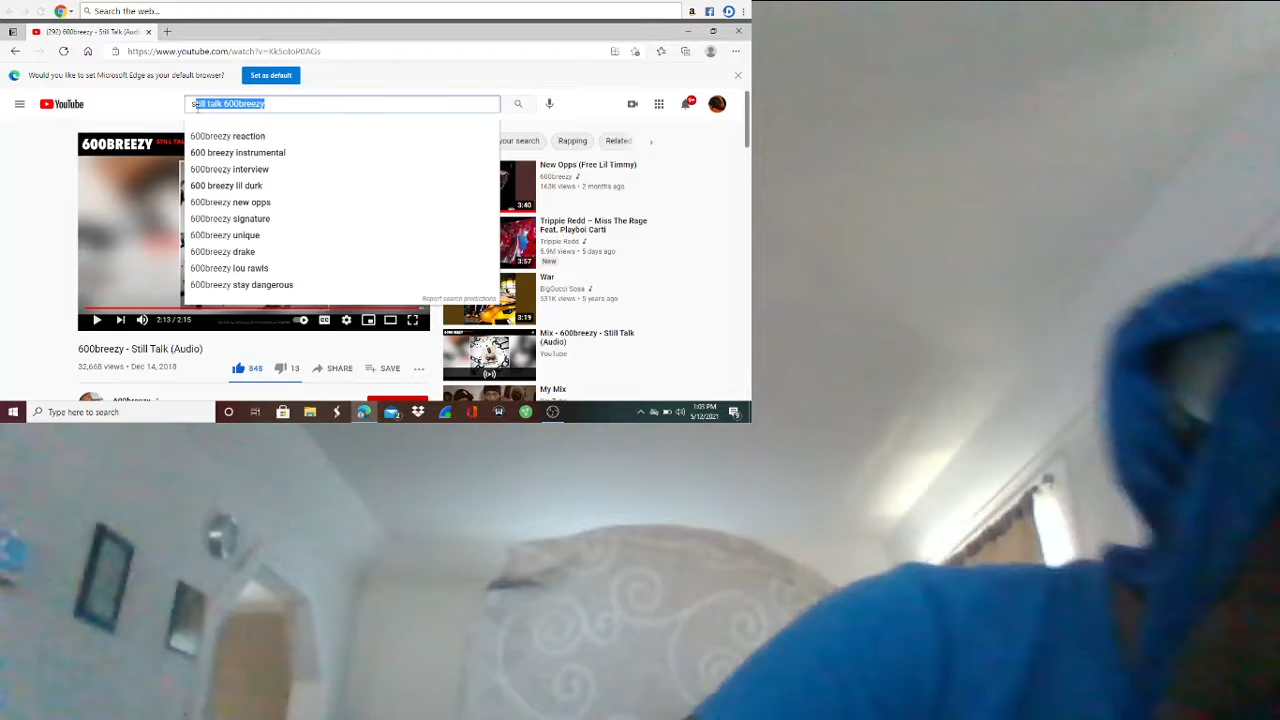 Search the web...
(292) 600breezy - Still Talk (Audi
https://www.youtube.com/watch?v=Kk5oIoP0AGs
Would you like to set Microsoft Edge as your default browser?
Set as default
YouTube
still talk 600breezy
600breezy reaction
600 breezy instrumental
600breezy interview
600 breezy lil durk
600breezy new opps
600breezy signature
600breezy unique
600breezy drake
600breezy lou rawls
600breezy stay dangerous
Report search predictions
600BREEZY STILL TAL
2:13 / 2:15
600breezy - Still Talk (Audio)
32,668 views • Dec 14, 2018
848
13
SHARE
SAVE
your search
Rapping
Related
New Opps (Free Lil Timmy)
600breezy
163K views • 2 months ago
3:40
Trippie Redd – Miss The Rage
Feat. Playboi Carti
Trippie Redd
5.9M views • 5 days ago
New
3:57
War
BigGucci Sosa
531K views • 5 years ago
3:19
Mix - 600breezy - Still Talk
(Audio)
YouTube
My Mix
Type here to search
1:03 PM
5/12/2021